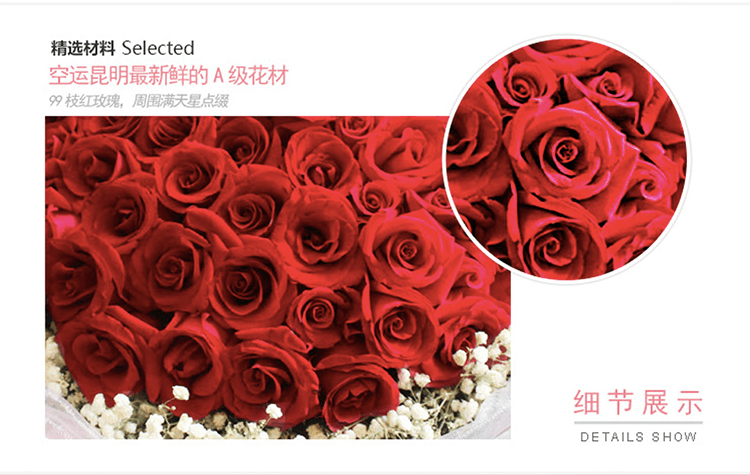 精选材料 Selected
空运昆明最新鲜的 A 级花材
99 枝红玫瑰，周围满天星点缀
细节展示
DETAILS SHOW